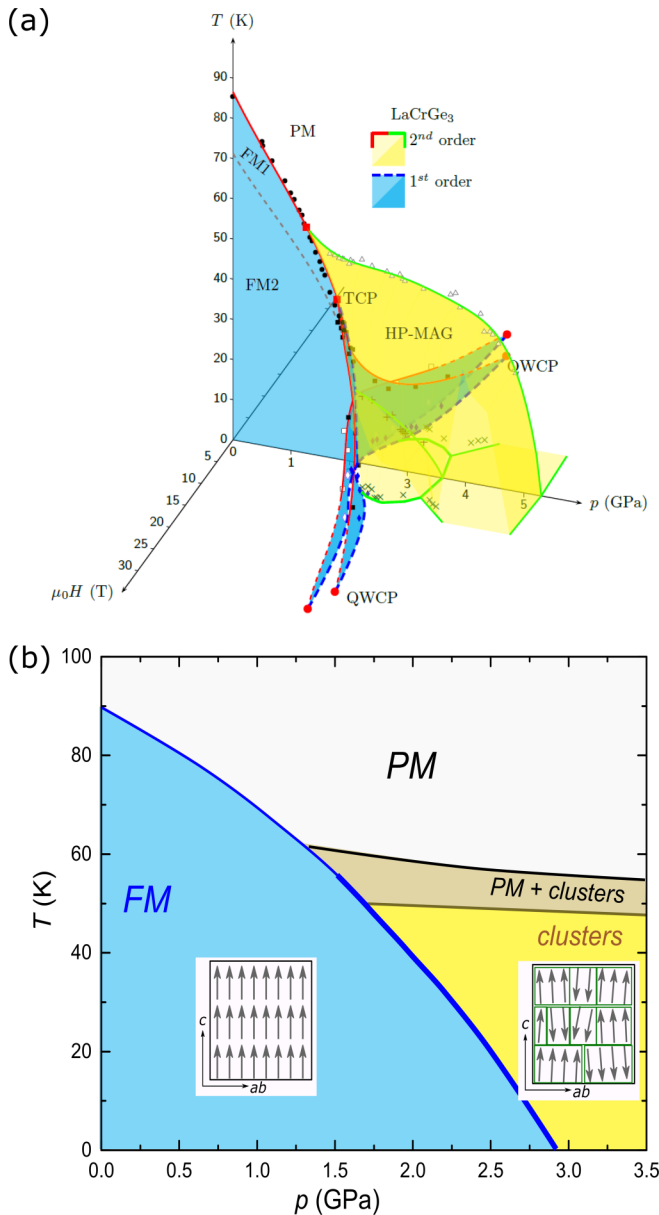 (a)
T (K)
90
80
70
60
50
40
30
20
10
0
PM
FM1
FM2
LaCrGe3
2nd order
1st order
TCP
HP-MAG
QWCP
0
1
3
4
5
p (GPa)
5
10
15
20
25
30
μ0H (T)
QWCP
(b)
100
80
60
40
20
0
T (K)
PM
FM
PM + clusters
clusters
c
ab
c
ab
0.0 0.5 1.0 1.5 2.0 2.5 3.0 3.5
p (GPa)